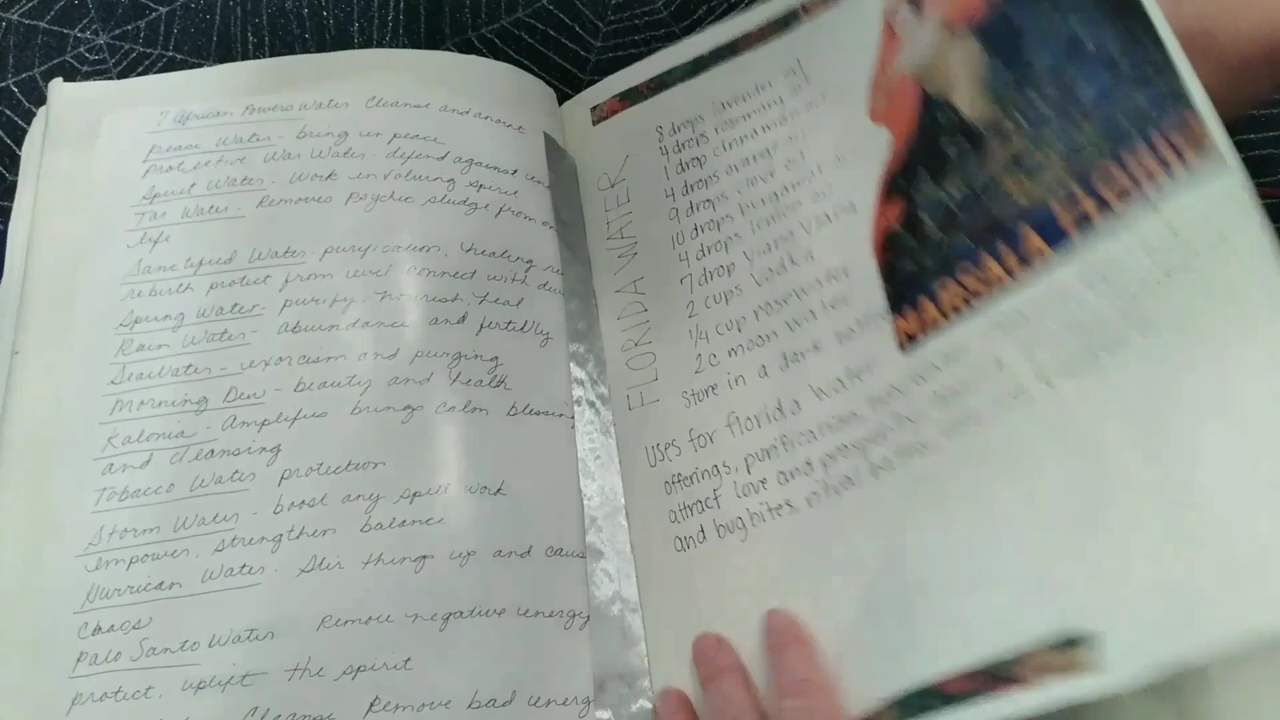 7 African Powers Water Cleanse and anoint
Peace Water - bring in peace
Protective War Water - defend against
Spirit Water - Work involving Spirit
Tar Water - Removes psychic sludge from
life
Sanctified Water - purification, healing
rebirth protect from connect with
Spring Water - purify, nourish, heal
Rain Water - abundance and fertility
SeaWater - exorcism and purging
Morning Dew - beauty and health
Kalonia - Amplifies brings calm blessing
and cleansing
Tobacco Water protection
Storm Water - boost any spell work
empower, strengthen balance
Hurrican Water - Stir things up and caus
Chaos
Palo Santo Water Remove negative energy
protect, uplift the spirit
Cleanse Remove bad energ
FLORIDA WATER
8 drops lavender oil
4 drops rosemary oil
1 drop cinnamon oil
4 drops orange oil
9 drops clove oil
10 drops bergamot
4 drops lemon oil
7 drop ylang ylang
2 cups vodka
1/4 cup rosewater
2 c moon water
Store in a dark
uses for florida water
offerings, purification,
attract love and
and bug bites